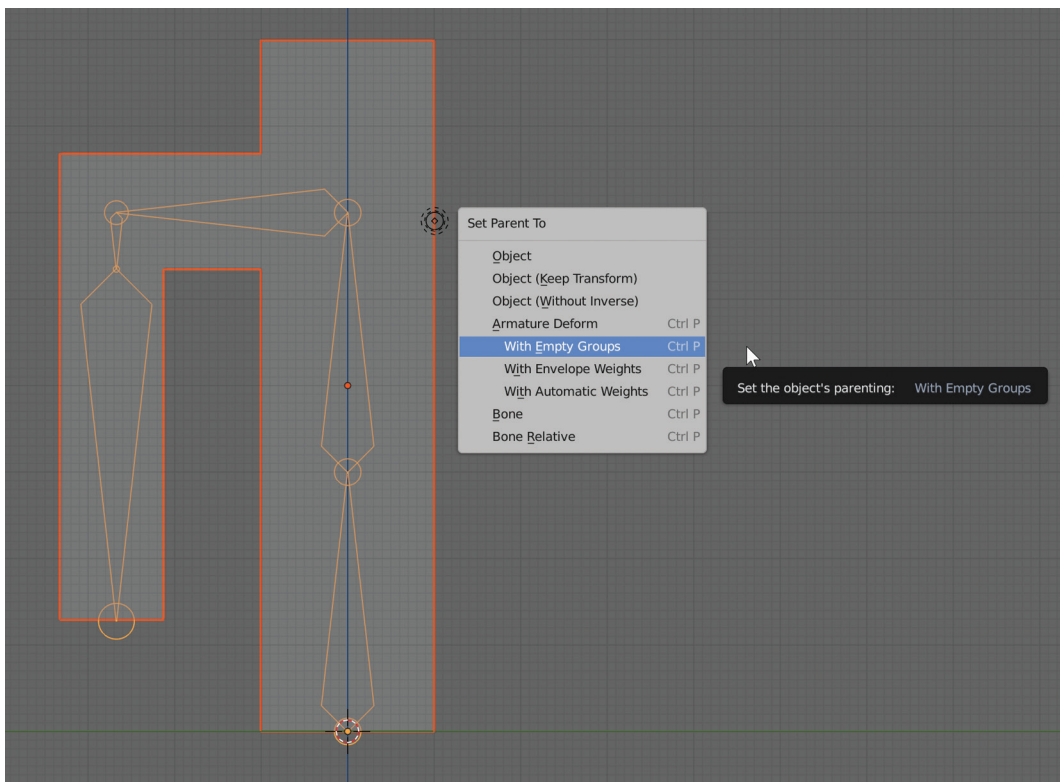 Set Parent To
Object
Object (Keep Transform)
Object (Without Inverse)
Armature Deform Ctrl P
With Empty Groups Ctrl P
With Envelope Weights Ctrl P
With Automatic Weights Ctrl P
Bone Ctrl P
Bone Relative Ctrl P
Set the object's parenting: With Empty Groups